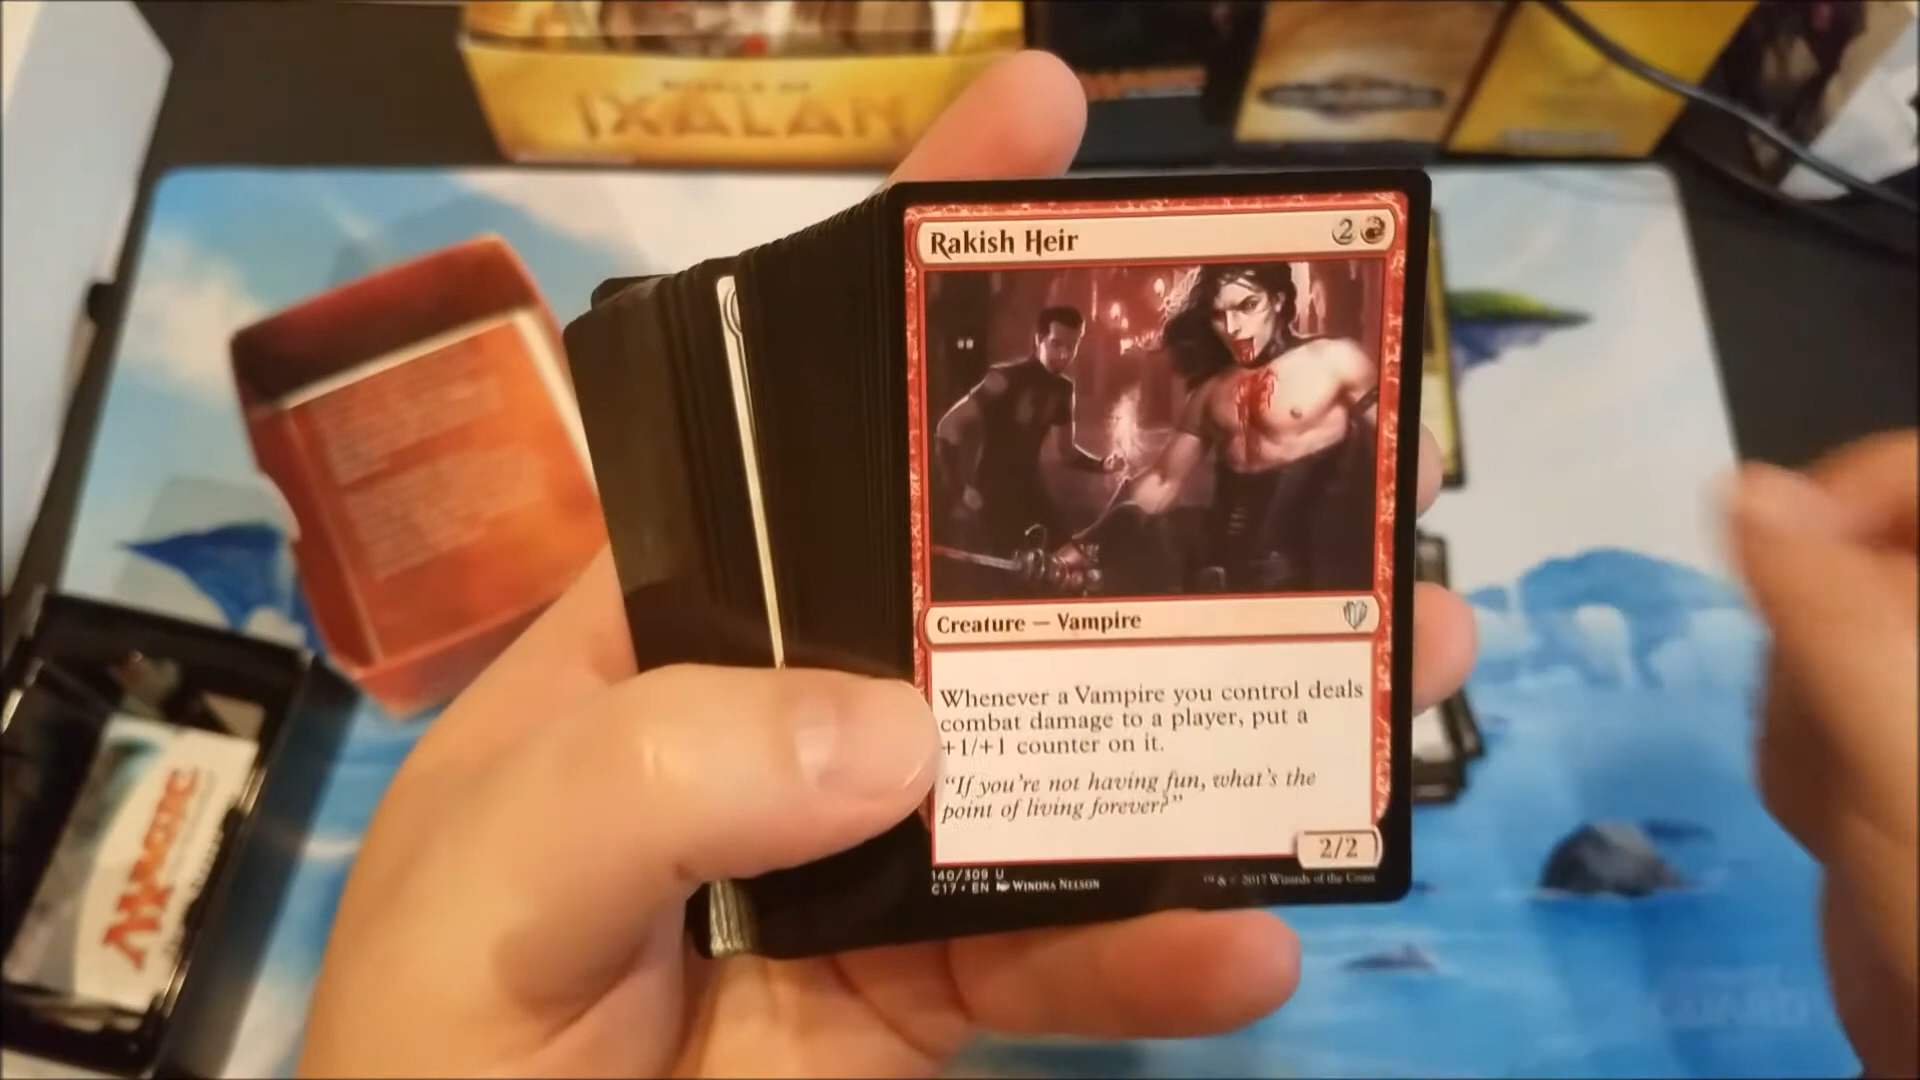 IXALAN
Rakish Heir
2
Creature — Vampire
Whenever a Vampire you control deals
combat damage to a player, put a
+1/+1 counter on it.
"If you're not having fun, what's the
point of living forever?"
2/2
140/309 U
C17 • EN Winona Nelson
™ & © 2017 Wizards of the Coast
MAGIC